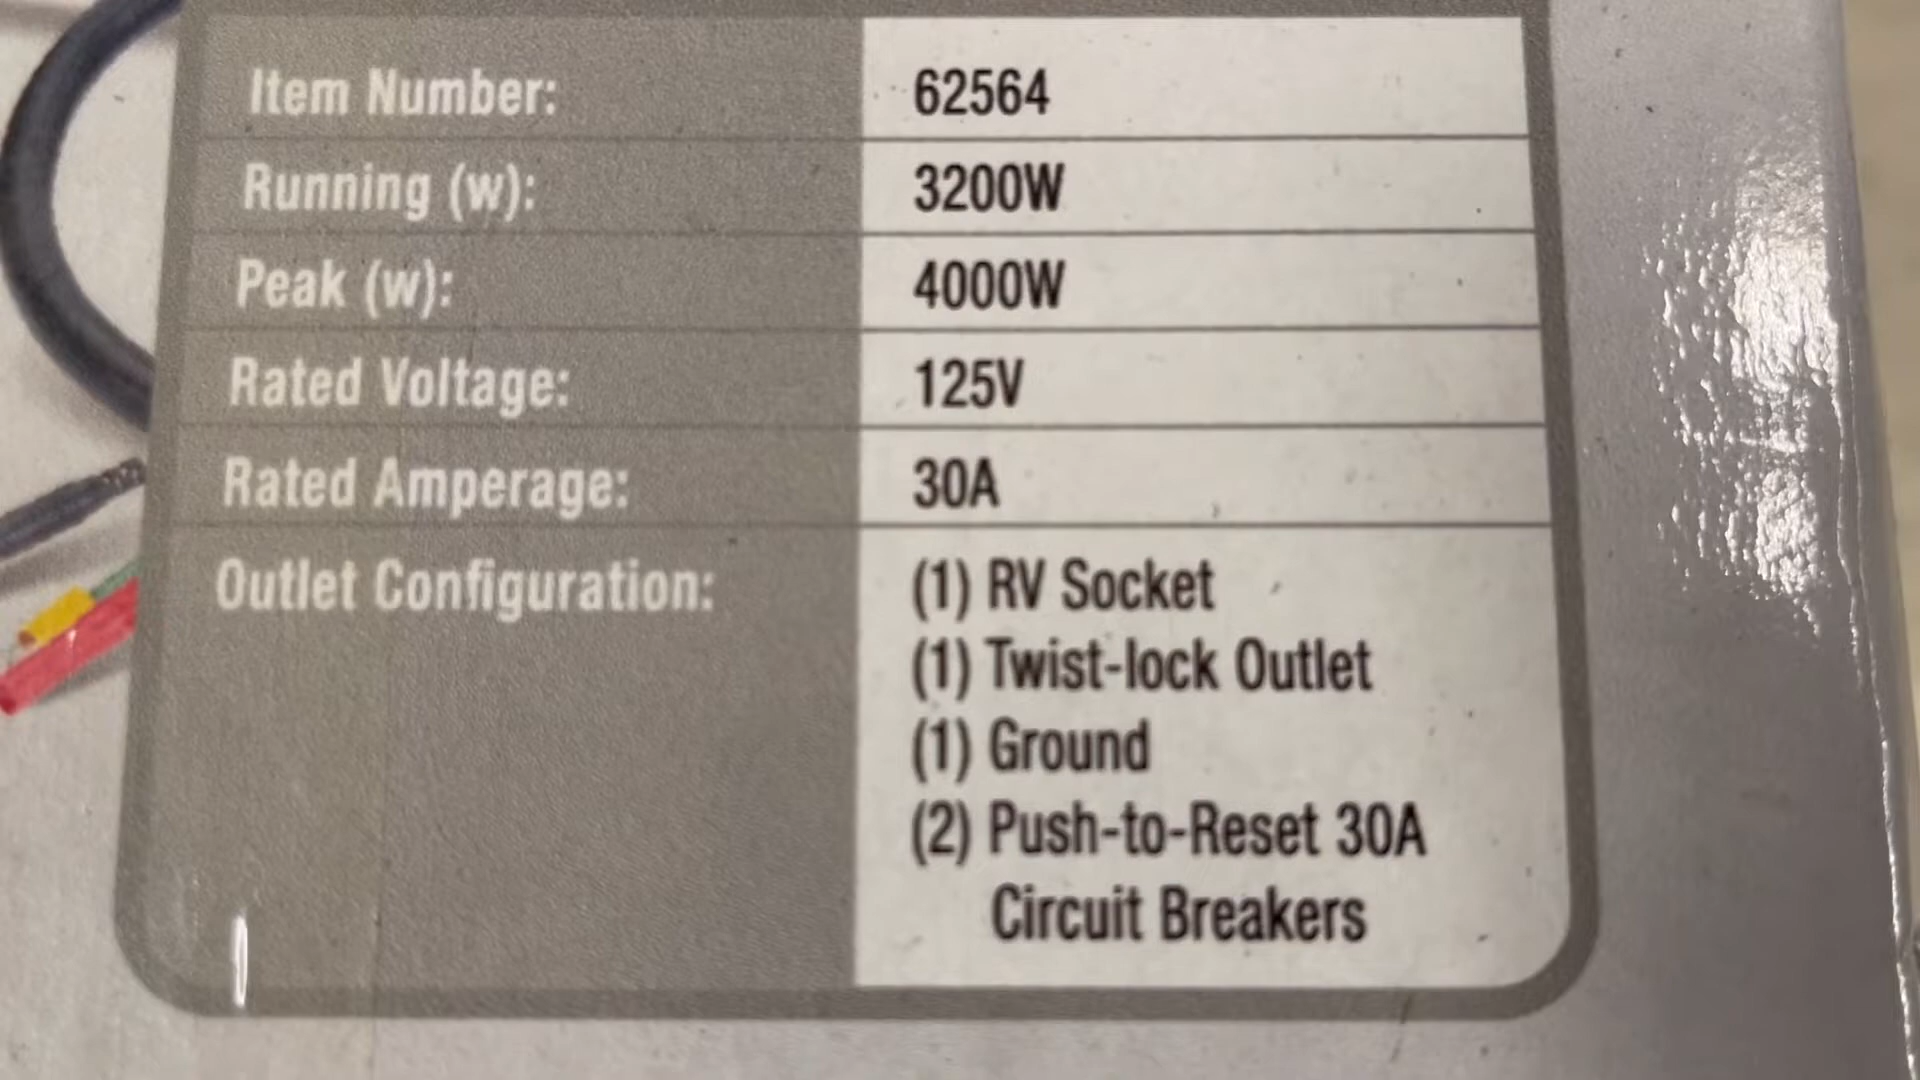 Item Number: 62564
Running (w): 3200W
Peak (w): 4000W
Rated Voltage: 125V
Rated Amperage: 30A
Outlet Configuration: (1) RV Socket
(1) Twist-lock Outlet
(1) Ground
(2) Push-to-Reset 30A
Circuit Breakers